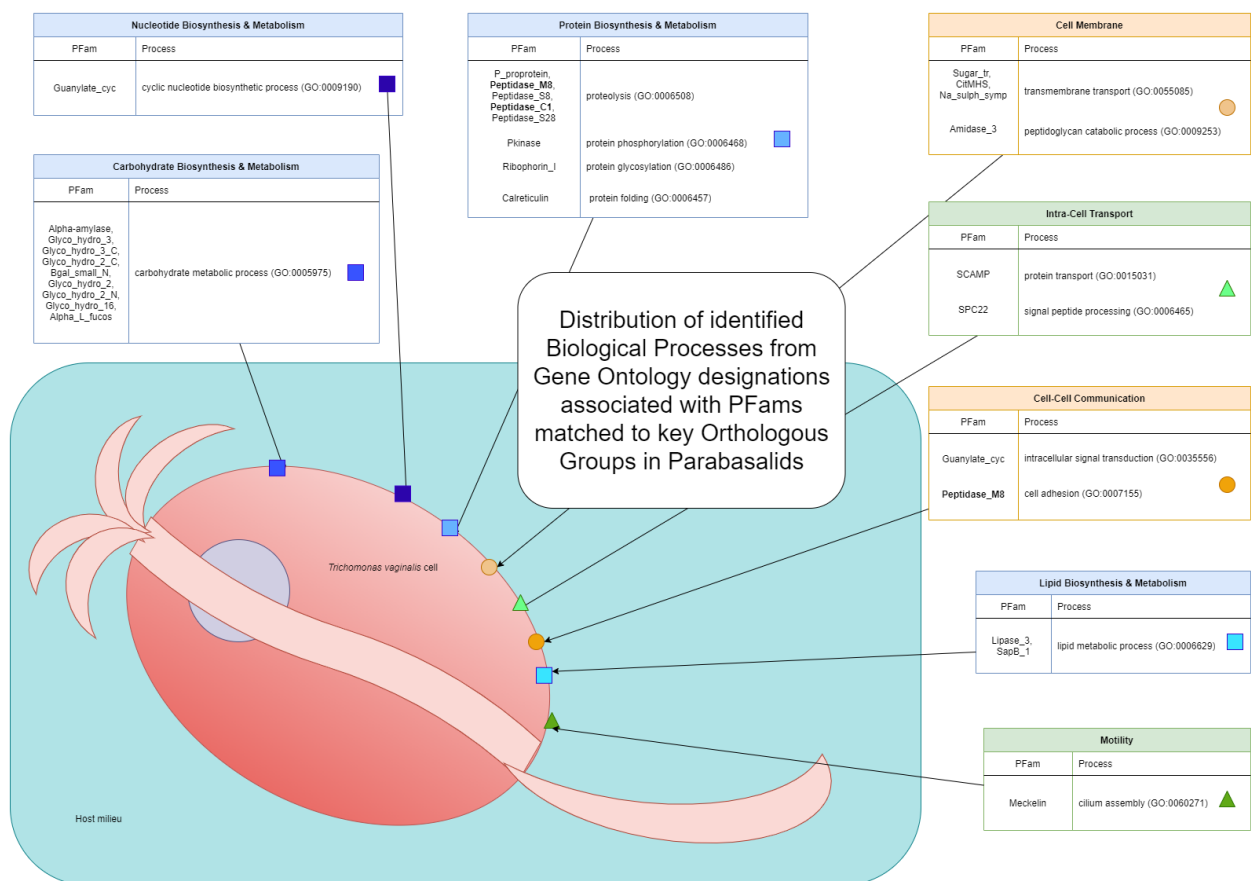 Nucleotide Biosynthesis & Metabolism
PFam Process
Guanylate_cyc cyclic nucleotide biosynthetic process (GO:0009190)
Carbohydrate Biosynthesis & Metabolism
PFam Process
Alpha-amylase,
Glyco_hydro_3,
Glyco_hydro_3_C,
Glyco_hydro_2_C,
Bgal_small_N,
Glyco_hydro_2,
Glyco_hydro_2_N,
Glyco_hydro_16,
Alpha_L_fucos
carbohydrate metabolic process (GO:0005975)
Protein Biosynthesis & Metabolism
PFam Process
P_proprotein,
Peptidase_M8,
Peptidase_S8,
Peptidase_C1,
Peptidase_S28
proteolysis (GO:0006508)
Pkinase protein phosphorylation (GO:0006468)
Ribophorin_I protein glycosylation (GO:0006486)
Calreticulin protein folding (GO:0006457)
Cell Membrane
PFam Process
Sugar_tr,
CitMHS,
Na_sulph_symp
transmembrane transport (GO:0055085)
Amidase_3 peptidoglycan catabolic process (GO:0009253)
Intra-Cell Transport
PFam Process
SCAMP protein transport (GO:0015031)
SPC22 signal peptide processing (GO:0006465)
Distribution of identified
Biological Processes from
Gene Ontology designations
associated with PFams
matched to key Orthologous
Groups in Parabasalids
Cell-Cell Communication
PFam Process
Guanylate_cyc intracellular signal transduction (GO:0035556)
Peptidase_M8 cell adhesion (GO:0007155)
Trichomonas vaginalis cell
Lipid Biosynthesis & Metabolism
PFam Process
Lipase_3,
SapB_1
lipid metabolic process (GO:0006629)
Motility
PFam Process
Meckelin cilium assembly (GO:0060271)
Host milieu